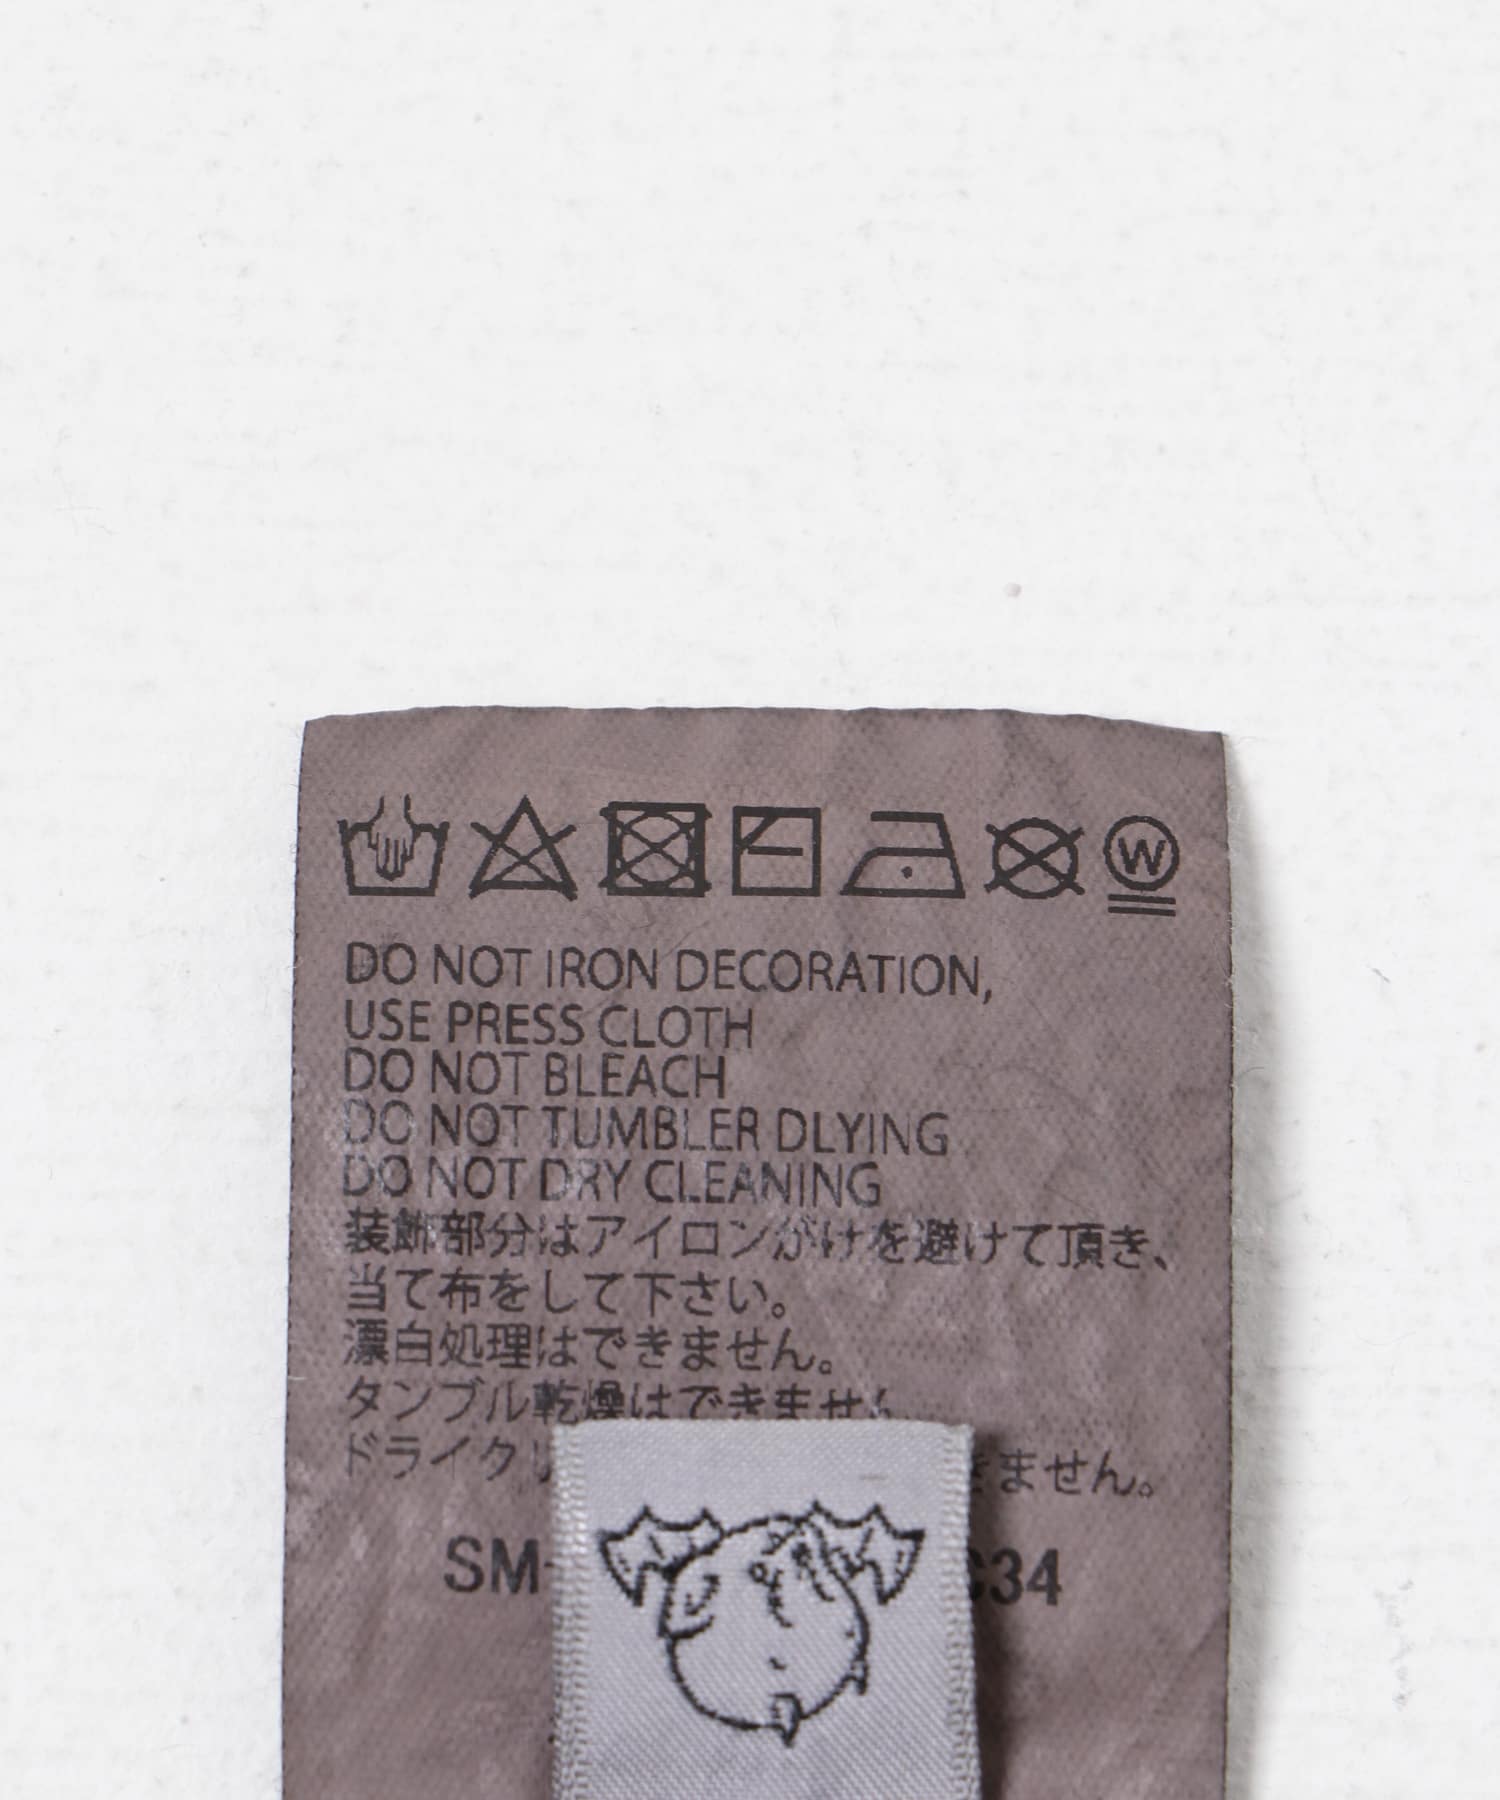 W
DO NOT IRON DECORATION,
USE PRESS CLOTH
DO NOT BLEACH
DO NOT TUMBLER DLYING
DO NOT DRY CLEANING
装飾部分はアイロンがけを避けて頂き、
当て布をして下さい。
漂白処理はできません。
タンブル乾燥はできません
ドライクリ きません。
SM- C34